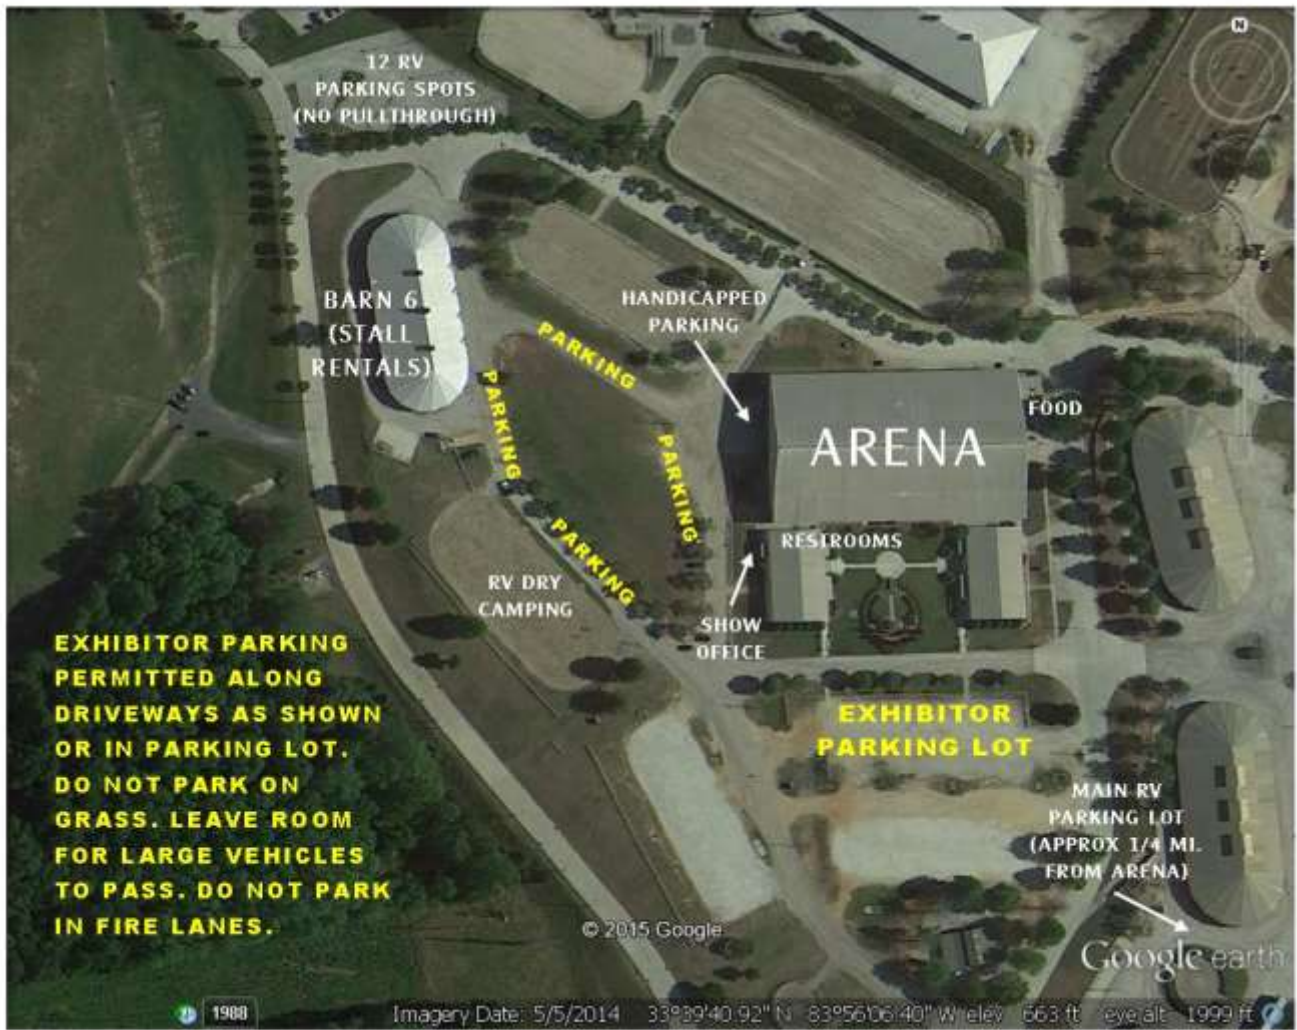 N
12 RV
PARKING SPOTS
(NO PULLTHROUGH)
HANDICAPPED
PARKING
BARN 6
(STALL
RENTALS)
PARKING
PARKING
PARKING
PARKING
FOOD
ARENA
RESTROOMS
RV DRY
CAMPING
SHOW
OFFICE
EXHIBITOR PARKING
PERMITTED ALONG
DRIVEWAYS AS SHOWN
OR IN PARKING LOT.
DO NOT PARK ON
GRASS. LEAVE ROOM
FOR LARGE VEHICLES
TO PASS. DO NOT PARK
IN FIRE LANES.
EXHIBITOR
PARKING LOT
MAIN RV
PARKING LOT
(APPROX 1/4 MI.
FROM ARENA)
© 2015 Google
Google earth
1988
Imagery Date: 5/5/2014 33°39'40.92" N 83°56'06.40" W elev 663 ft eye alt 1999 ft